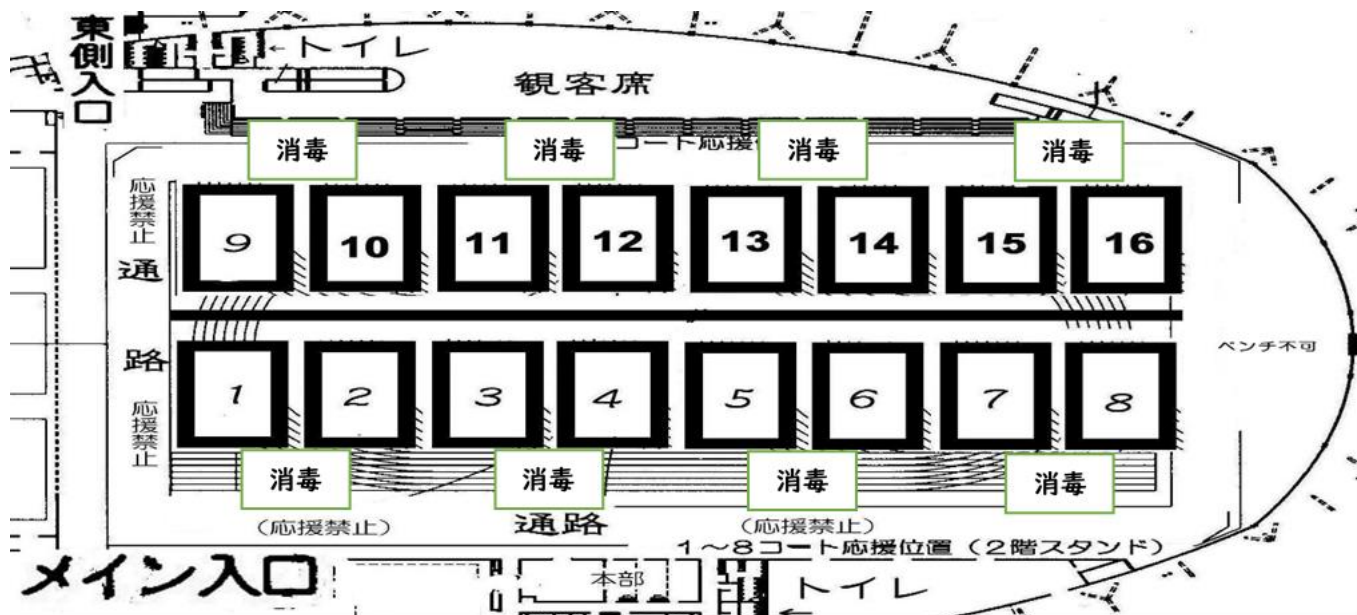 東側入口
←トイレ
観客席
消毒
消毒
消毒
消毒
コート応援
応援禁止
9
10
11
12
13
14
15
16
通路
1
2
3
4
5
6
7
8
ベンチ不可
応援禁止
消毒
消毒
消毒
消毒
(応援禁止)
通路
(応援禁止)
1～8コート応援位置(2階スタンド)
メイン入口
本部
トイレ
←